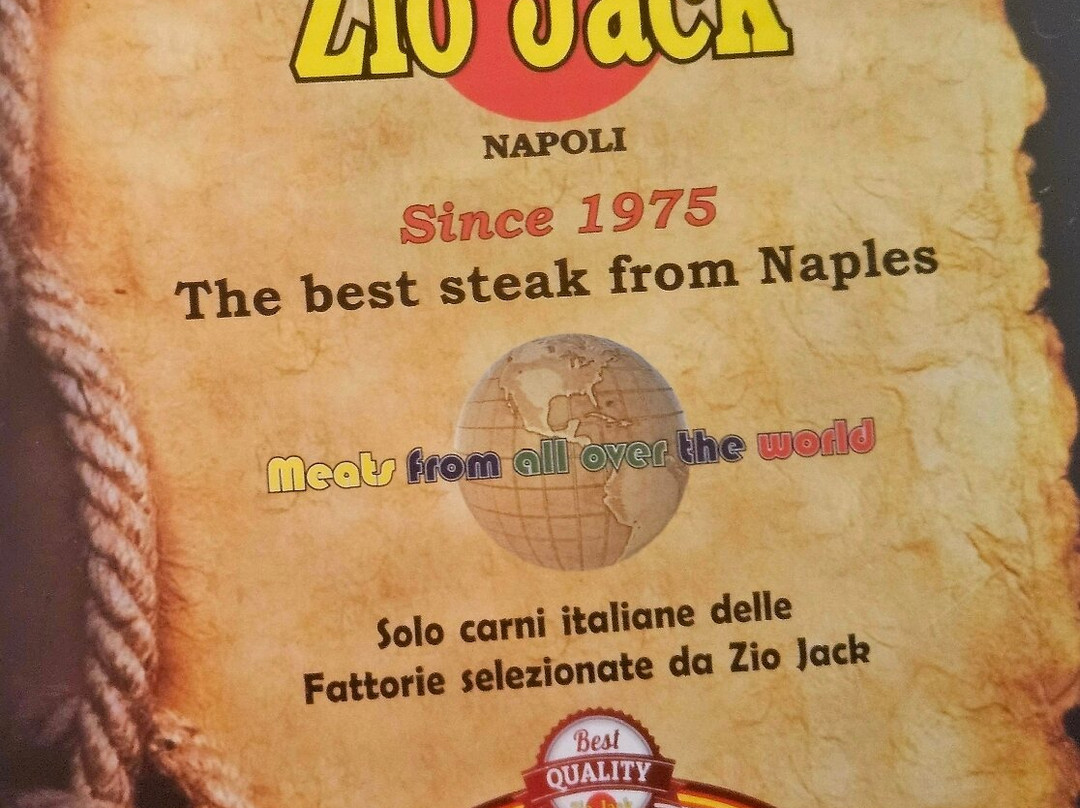 Zio Jack
NAPOLI
Since 1975
The best steak from Naples
Meats from all over the world
Solo carni italiane delle
Fattorie selezionate da Zio Jack
Best
QUALITY